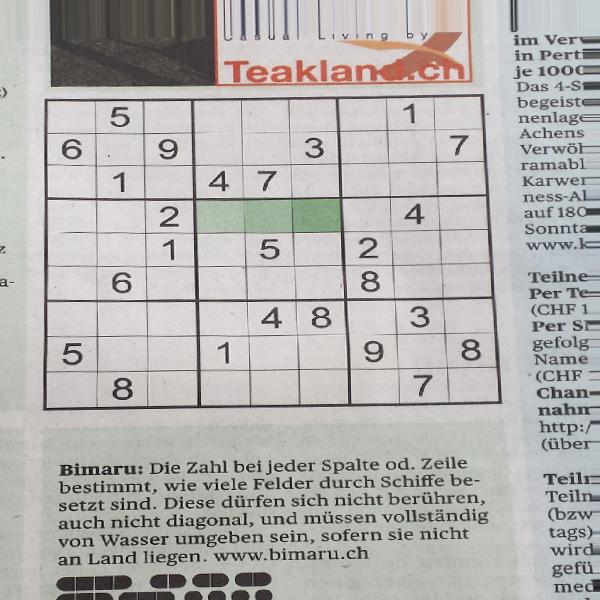 Casual Living by
Teakland.ch
5 1
6 9 3 7
1 4 7
2 4
1 5 2
6 8
4 8 3
5 1 9 8
8 7
Bimaru: Die Zahl bei jeder Spalte od. Zeile
bestimmt, wie viele Felder durch Schiffe be-
setzt sind. Diese dürfen sich nicht berühren,
auch nicht diagonal, und müssen vollständig
von Wasser umgeben sein, sofern sie nicht
an Land liegen. www.bimaru.ch
im Ver
in Pert
je 1000
Das 4-S
begeist
nenlage
Achens
Verwöl
ramabl
Karwer
ness-Al
auf 180
Sonnta
www.k
Teilne
Per Te
(CHF 1
Per S
gefolg
Name
(CHF
Chan
nahm
http:/
(über
Teiln
Teiln
(bzw
tags)
wird
gefü
med